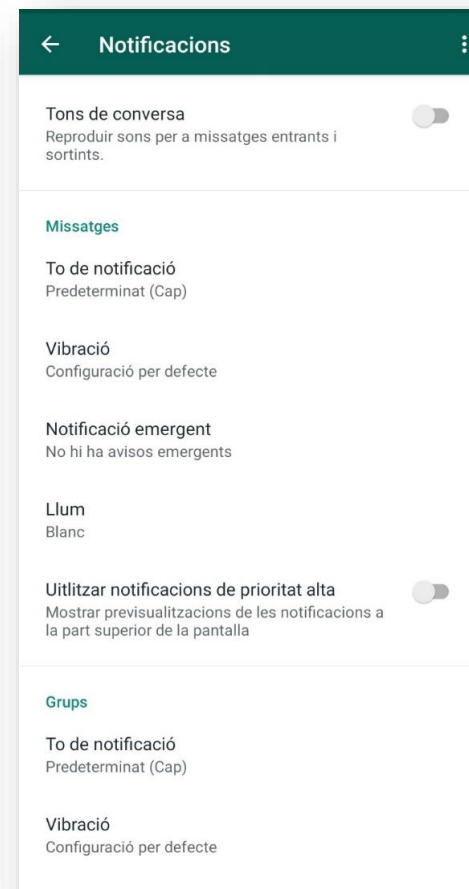 Notificacions
Tons de conversa
Reproduir sons per a missatges entrants i
sortints.
Missatges
To de notificació
Predeterminat (Cap)
Vibració
Configuració per defecte
Notificació emergent
No hi ha avisos emergents
Llum
Blanc
Uitlitzar notificacions de prioritat alta
Mostrar previsualitzacions de les notificacions a
la part superior de la pantalla
Grups
To de notificació
Predeterminat (Cap)
Vibració
Configuració per defecte